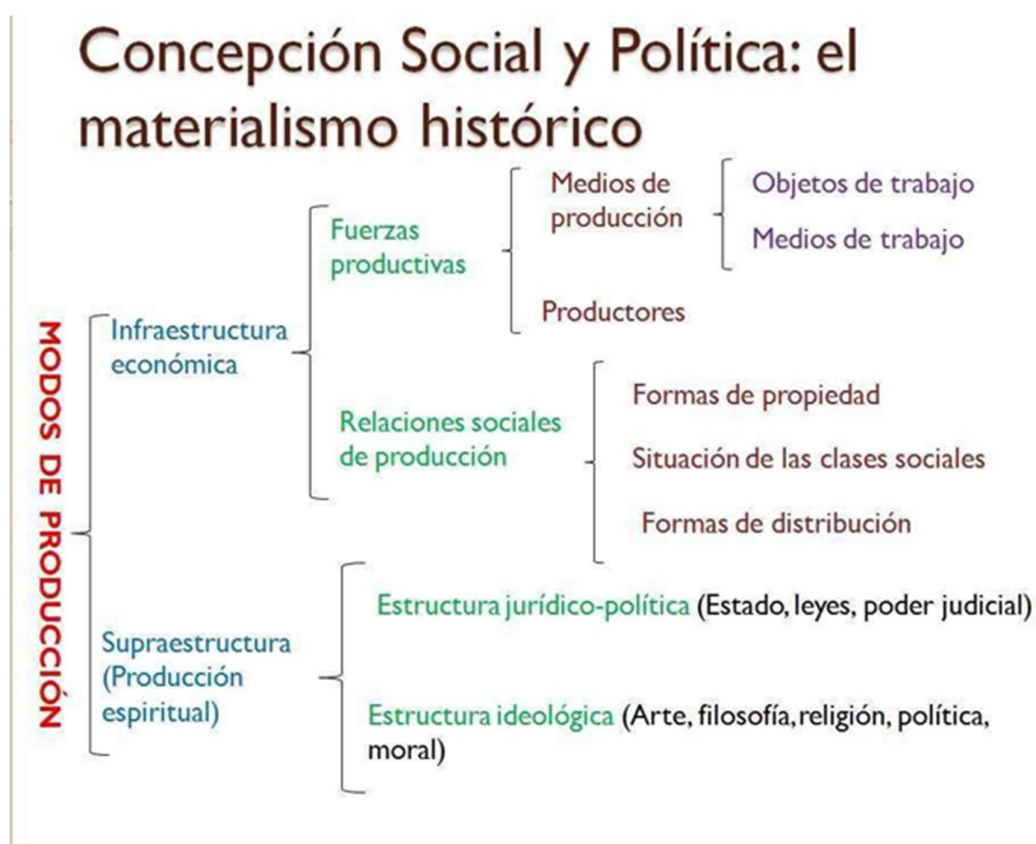 Concepción Social y Política: el
materialismo histórico
MODOS DE PRODUCCIÓN
Infraestructura
económica
Fuerzas
productivas
Medios de
producción
Objetos de trabajo
Medios de trabajo
Productores
Relaciones sociales
de producción
Formas de propiedad
Situación de las clases sociales
Formas de distribución
Supraestructura
(Producción
espiritual)
Estructura jurídico-política (Estado, leyes, poder judicial)
Estructura ideológica (Arte, filosofía, religión, política,
moral)